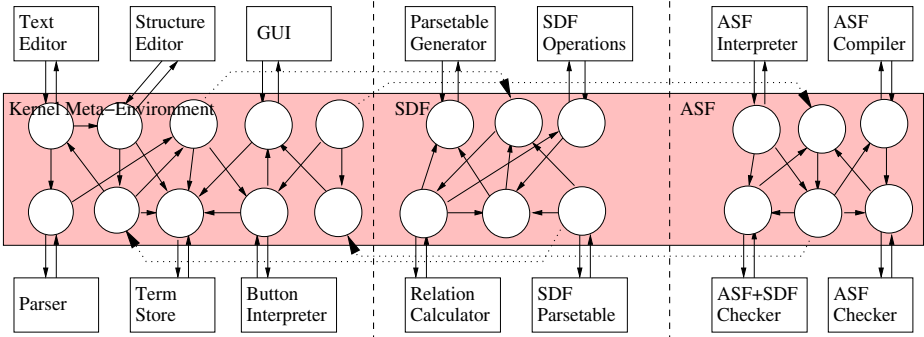 Text
Editor
Structure
Editor
GUI
Parsetable
Generator
SDF
Operations
ASF
Interpreter
ASF
Compiler
Kernel Meta-Environment
SDF
ASF
Parser
Term
Store
Button
Interpreter
Relation
Calculator
SDF
Parsetable
ASF+SDF
Checker
ASF
Checker